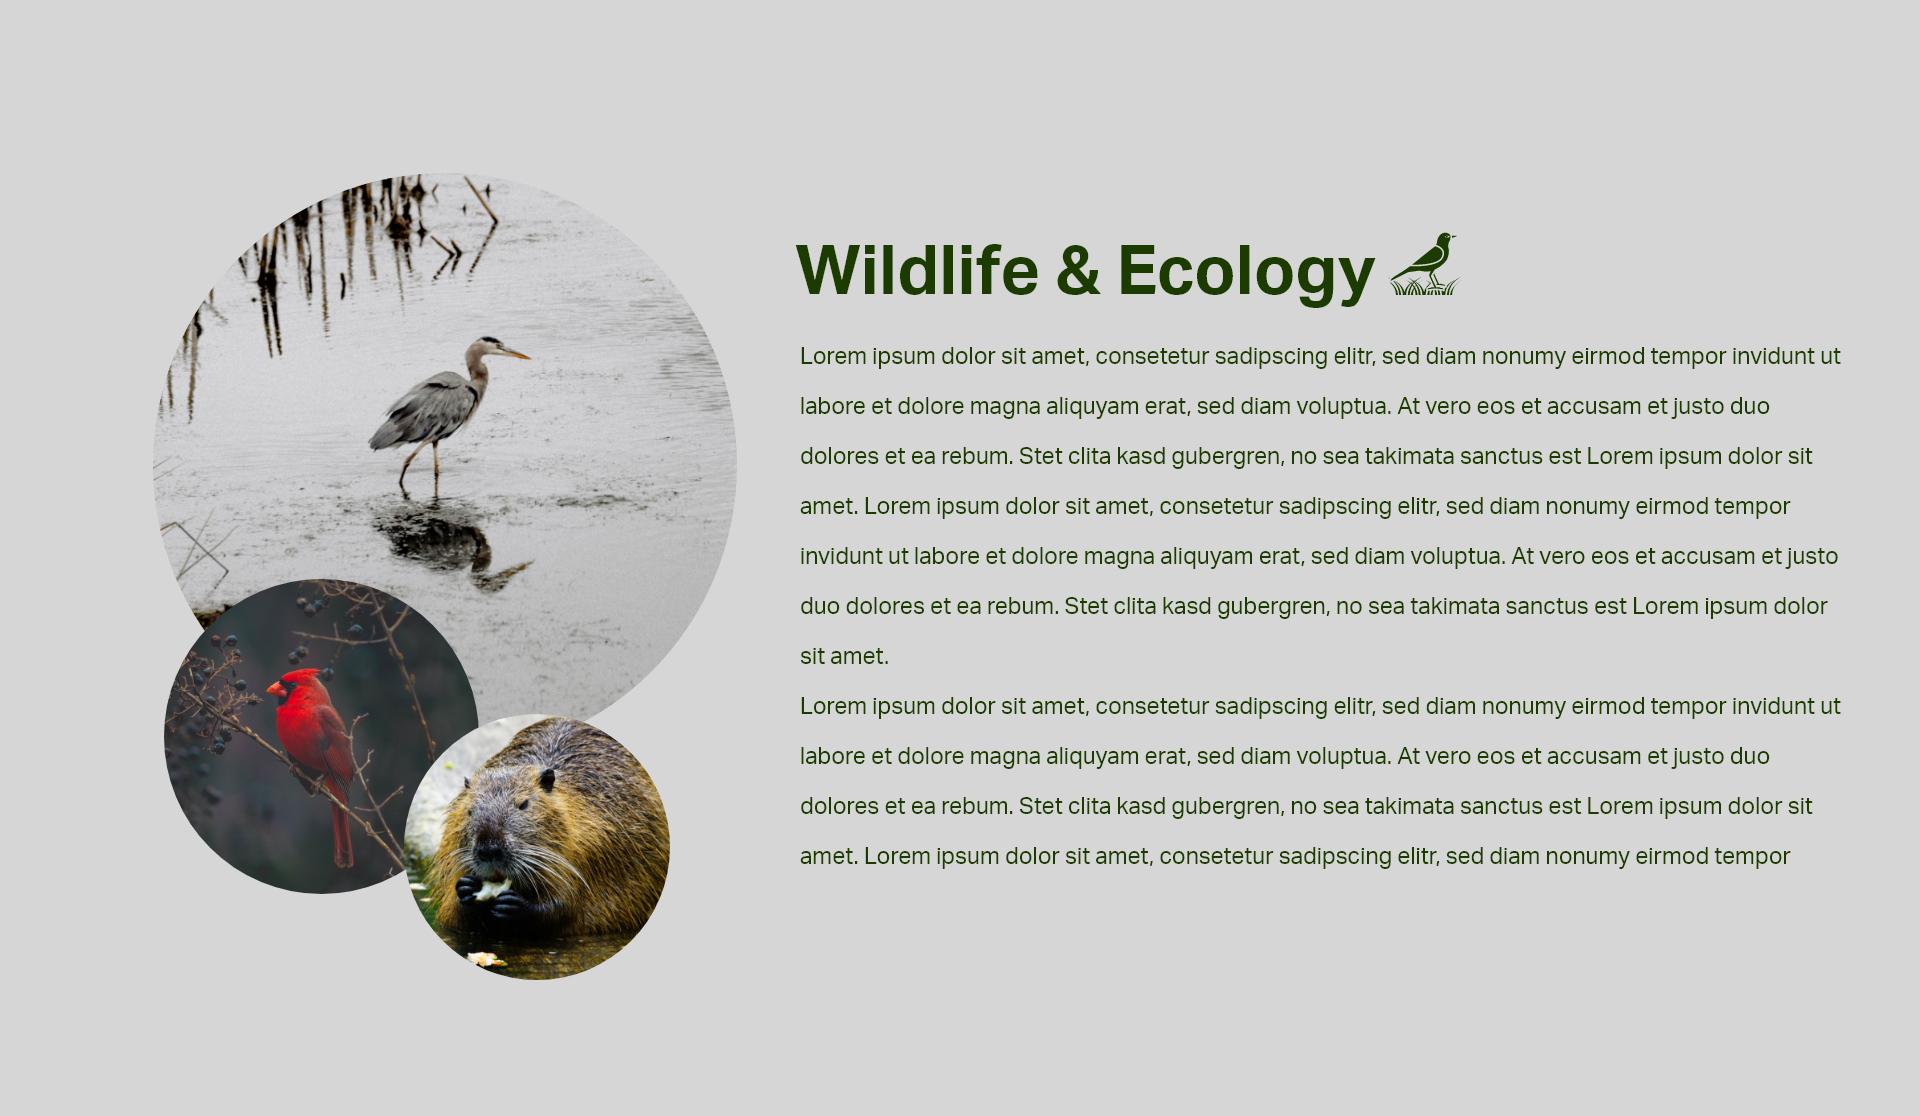 Wildlife & Ecology
Lorem ipsum dolor sit amet, consetetur sadipscing elitr, sed diam nonumy eirmod tempor invidunt ut
labore et dolore magna aliquyam erat, sed diam voluptua. At vero eos et accusam et justo duo
dolores et ea rebum. Stet clita kasd gubergren, no sea takimata sanctus est Lorem ipsum dolor sit
amet. Lorem ipsum dolor sit amet, consetetur sadipscing elitr, sed diam nonumy eirmod tempor
invidunt ut labore et dolore magna aliquyam erat, sed diam voluptua. At vero eos et accusam et justo
duo dolores et ea rebum. Stet clita kasd gubergren, no sea takimata sanctus est Lorem ipsum dolor
sit amet.
Lorem ipsum dolor sit amet, consetetur sadipscing elitr, sed diam nonumy eirmod tempor invidunt ut
labore et dolore magna aliquyam erat, sed diam voluptua. At vero eos et accusam et justo duo
dolores et ea rebum. Stet clita kasd gubergren, no sea takimata sanctus est Lorem ipsum dolor sit
amet. Lorem ipsum dolor sit amet, consetetur sadipscing elitr, sed diam nonumy eirmod tempor